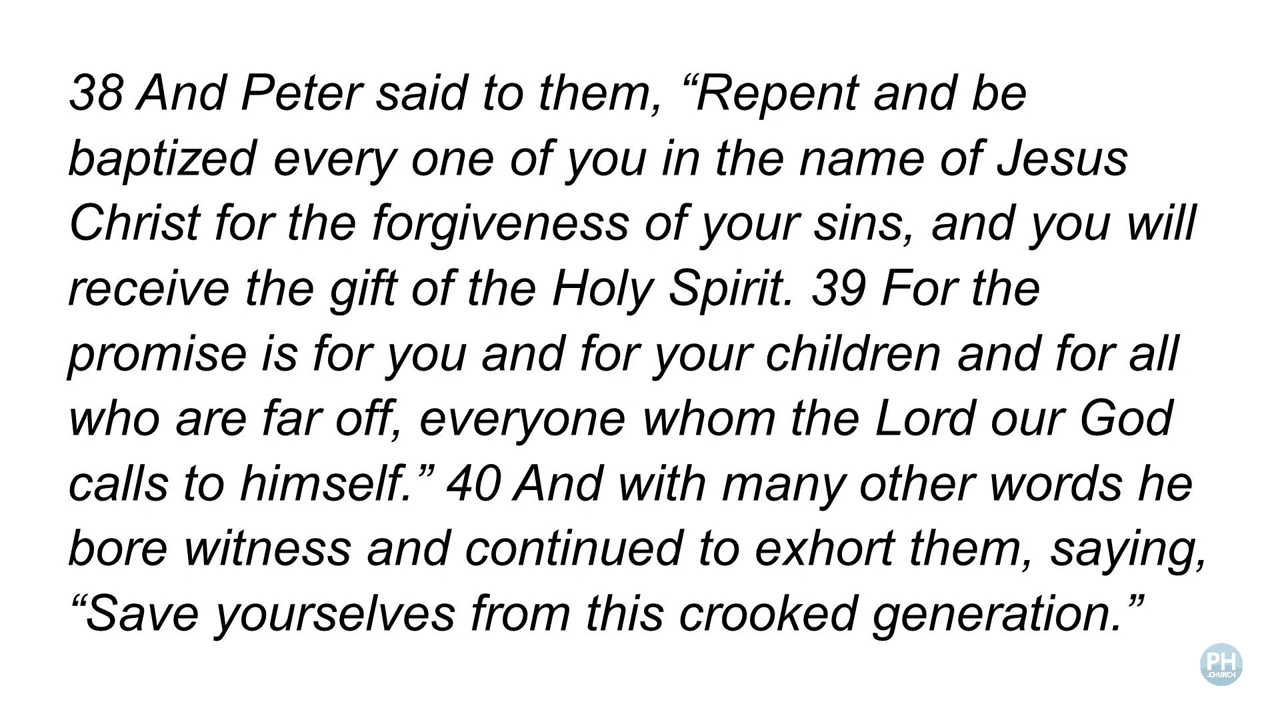 38 And Peter said to them, “Repent and be
baptized every one of you in the name of Jesus
Christ for the forgiveness of your sins, and you will
receive the gift of the Holy Spirit. 39 For the
promise is for you and for your children and for all
who are far off, everyone whom the Lord our God
calls to himself.” 40 And with many other words he
bore witness and continued to exhort them, saying,
“Save yourselves from this crooked generation.”
PH
.CHURCH